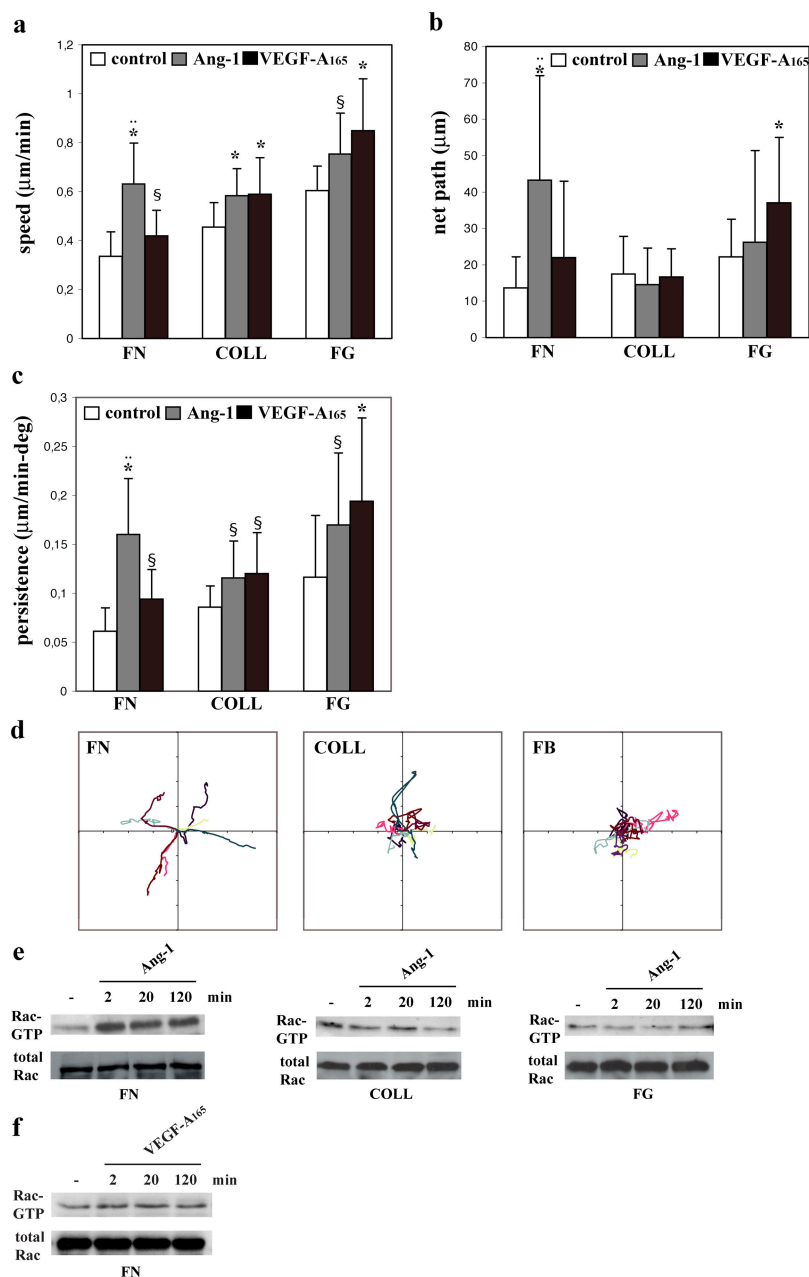 a
speed (μm/min)
1,2
1
0,8
0,6
0,4
0,2
0
control Ang-1 VEGF-A165
¨
*
§
*
*
§
*
FN COLL FG
b
net path (μm)
80
70
60
50
40
30
20
10
0
control Ang-1 VEGF-A165
¨
*
*
FN COLL FG
c
persistence (μm/min-deg)
0,3
0,25
0,2
0,15
0,1
0,05
0
control Ang-1 VEGF-A165
¨
*
§
§
§
§
*
FN COLL FG
d
FN
COLL
FB
e
Ang-1
- 2 20 120 min
Rac-
GTP
total
Rac
FN
Ang-1
- 2 20 120 min
Rac-
GTP
total
Rac
COLL
Ang-1
- 2 20 120 min
Rac-
GTP
total
Rac
FG
f
VEGF-A165
- 2 20 120 min
Rac-
GTP
total
Rac
FN